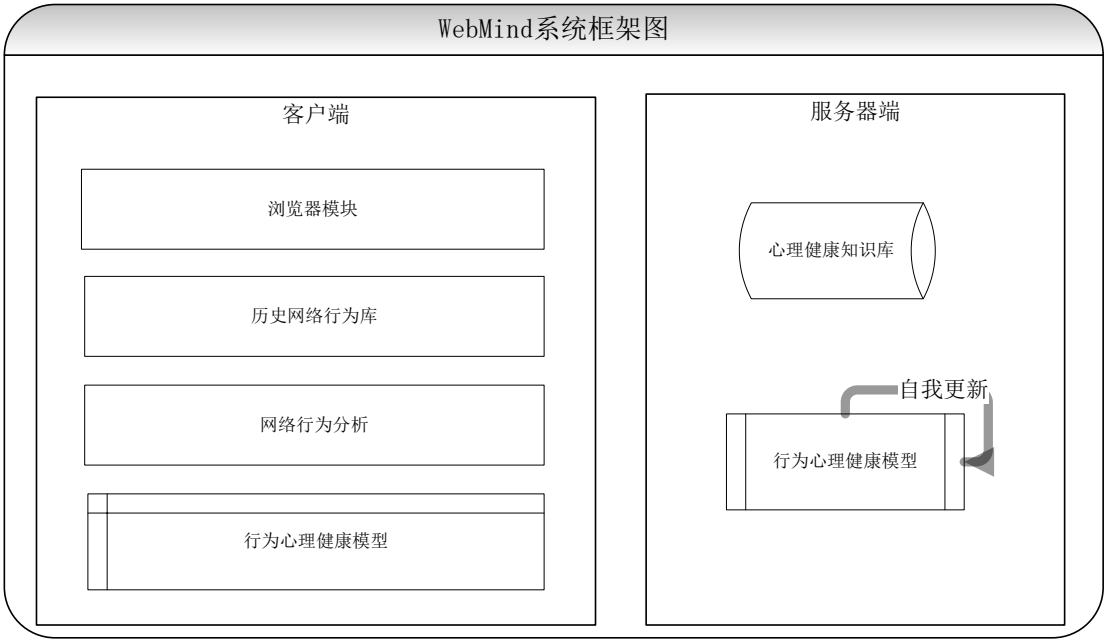 WebMind系统框架图
客户端
浏览器模块
历史网络行为库
网络行为分析
行为心理健康模型
服务器端
心理健康知识库
自我更新
行为心理健康模型